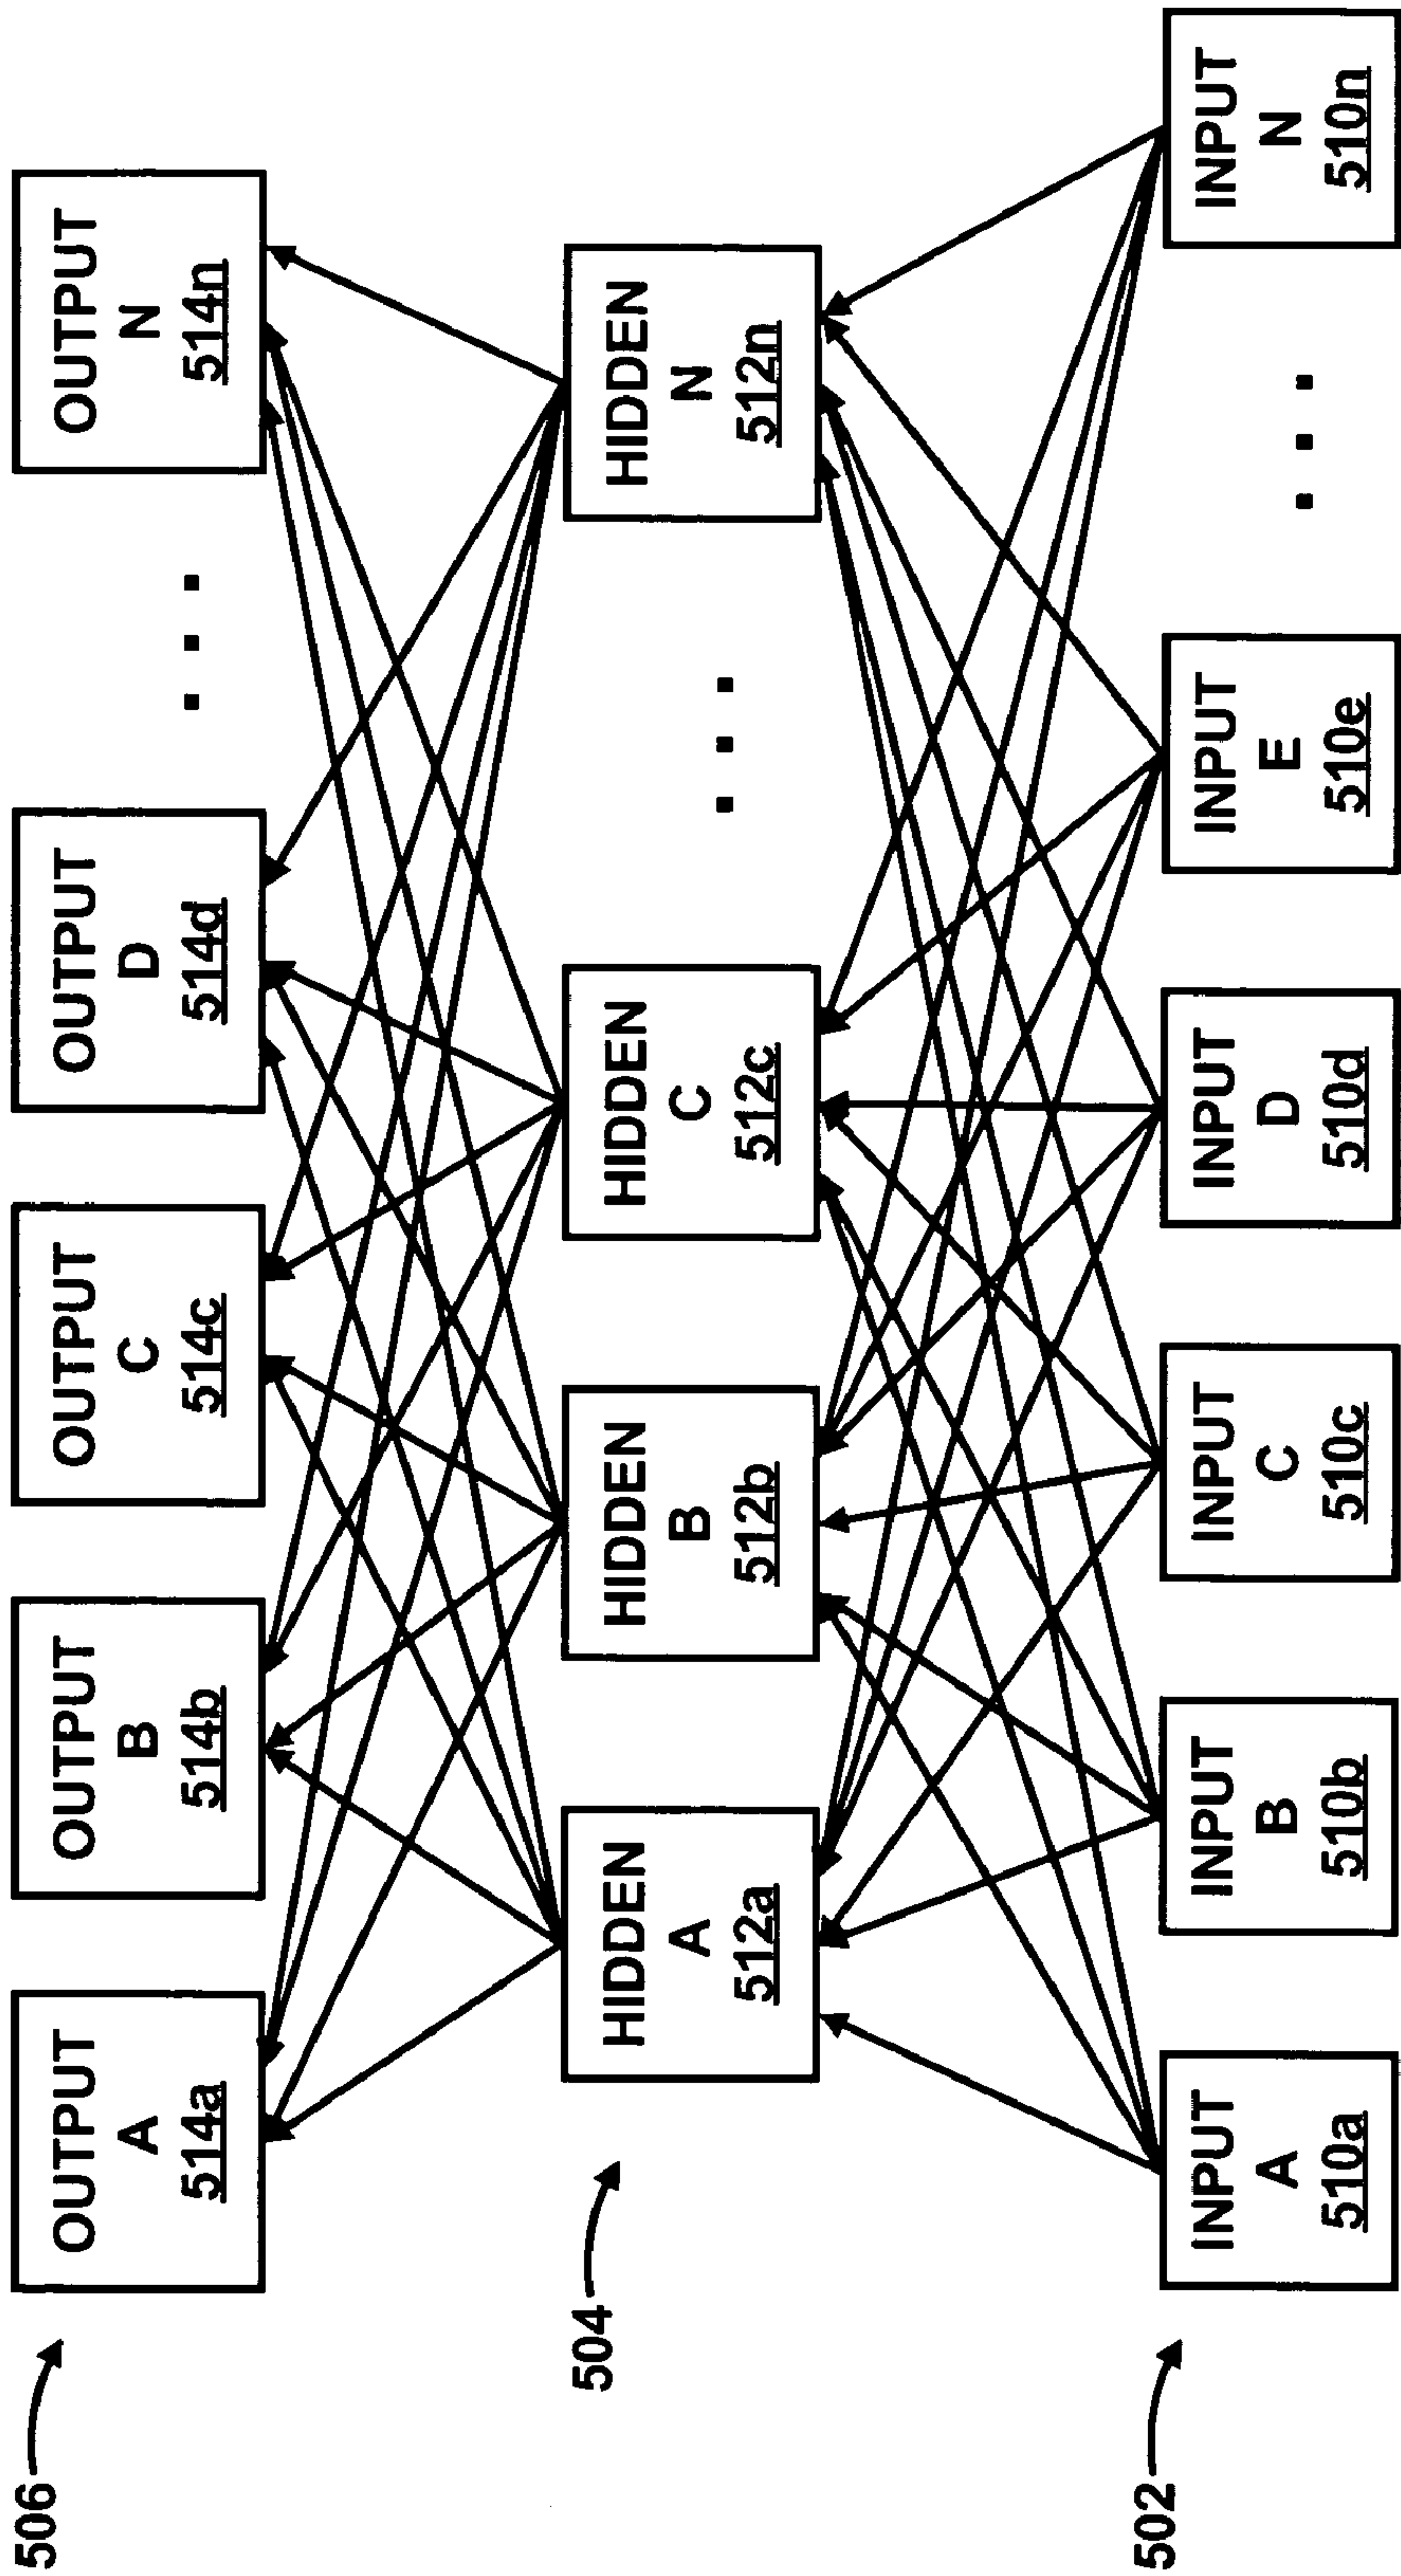 506
OUTPUT
A
514a
OUTPUT
B
514b
OUTPUT
C
514c
OUTPUT
D
514d
OUTPUT
N
514n
504
HIDDEN
A
512a
HIDDEN
B
512b
HIDDEN
C
512c
HIDDEN
N
512n
502
INPUT
A
510a
INPUT
B
510b
INPUT
C
510c
INPUT
D
510d
INPUT
E
510e
INPUT
N
510n